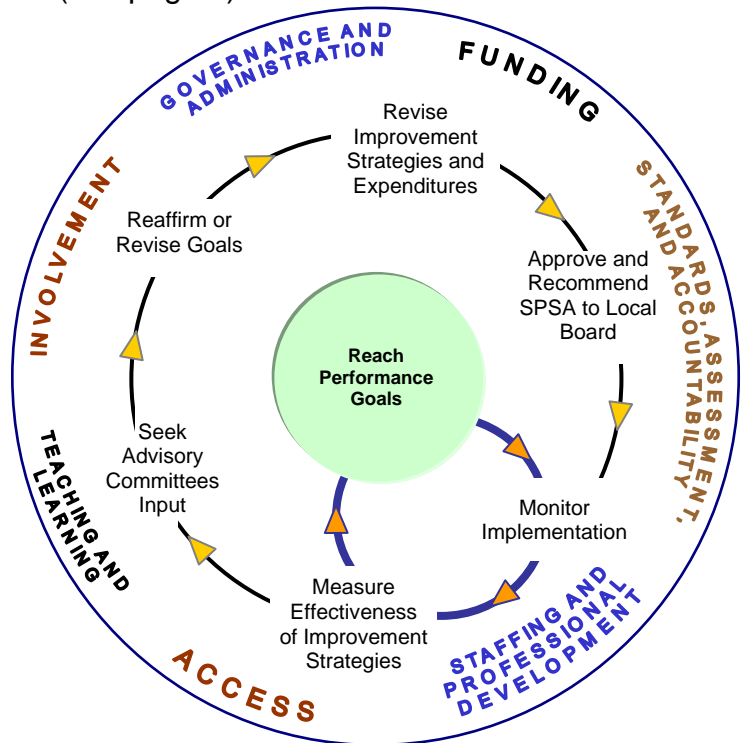 GOVERNANCE AND
ADMINISTRATION
FUNDING
STANDARDS, ASSESSMENT,
AND ACCOUNTABILITY
STAFFING AND
PROFESSIONAL
DEVELOPMENT
ACCESS
TEACHING AND
LEARNING
INVOLVEMENT
Revise
Improvement
Strategies and
Expenditures
Approve and
Recommend
SPSA to Local
Board
Monitor
Implementation
Measure
Effectiveness
of Improvement
Strategies
Seek
Advisory
Committees
Input
Reaffirm or
Revise Goals
Reach
Performance
Goals